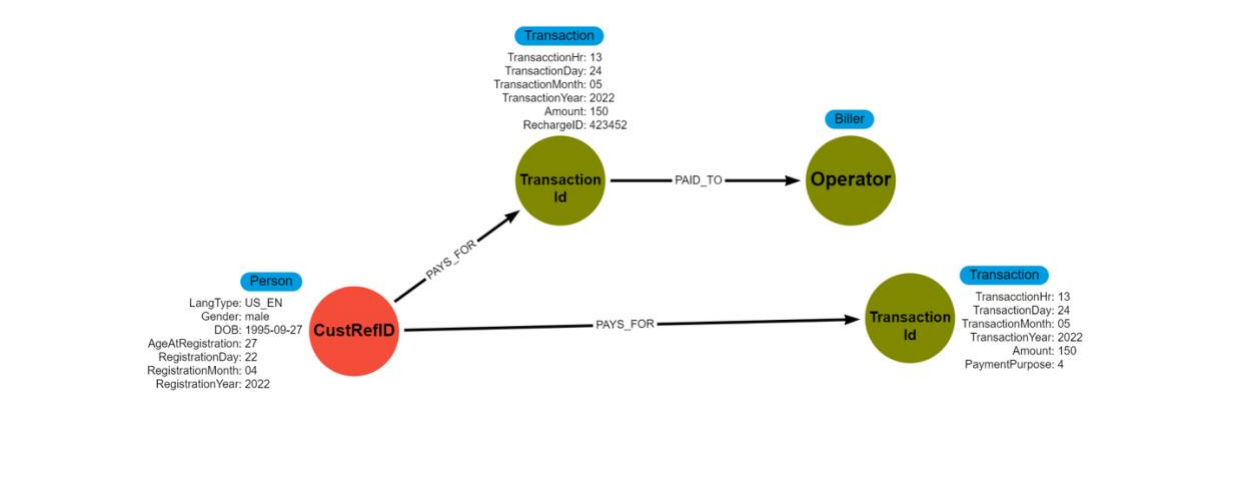 Transaction
TransacctionHr: 13
TransactionDay: 24
TransactionMonth: 05
TransactionYear: 2022
Amount: 150
RechargeID: 423452
Transaction
Id
PAID_TO
Biller
Operator
PAYS_FOR
Person
LangType: US_EN
Gender: male
DOB: 1995-09-27
AgeAtRegistration: 27
RegistrationDay: 22
RegistrationMonth: 04
RegistrationYear: 2022
CustRefID
PAYS_FOR
Transaction
Id
Transaction
TransacctionHr: 13
TransactionDay: 24
TransactionMonth: 05
TransactionYear: 2022
Amount: 150
PaymentPurpose: 4